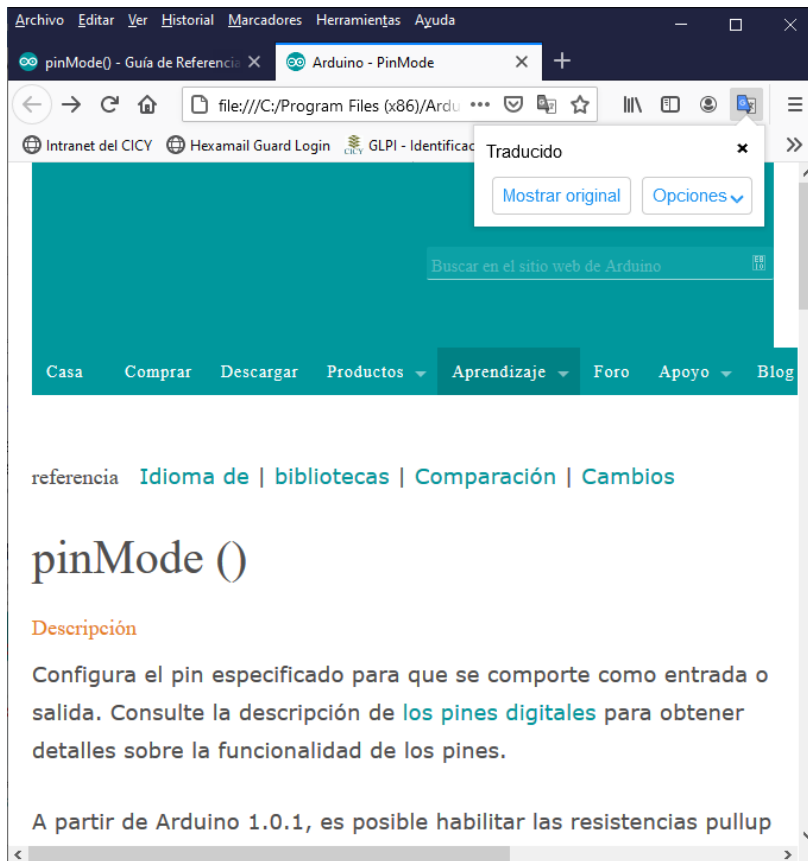 Archivo Editar Ver Historial Marcadores Herramientas Ayuda
pinMode() - Guía de Referencia
Arduino - PinMode
file:///C:/Program Files (x86)/Ardu
Intranet del CICY
Hexamail Guard Login
GLPI - Identificac
Traducido
Mostrar original
Opciones
Buscar en el sitio web de Arduino
Casa Comprar Descargar Productos Aprendizaje Foro Apoyo Blog
referencia Idioma de | bibliotecas | Comparación | Cambios
pinMode ()
Descripción
Configura el pin especificado para que se comporte como entrada o
salida. Consulte la descripción de los pines digitales para obtener
detalles sobre la funcionalidad de los pines.
A partir de Arduino 1.0.1, es posible habilitar las resistencias pullup